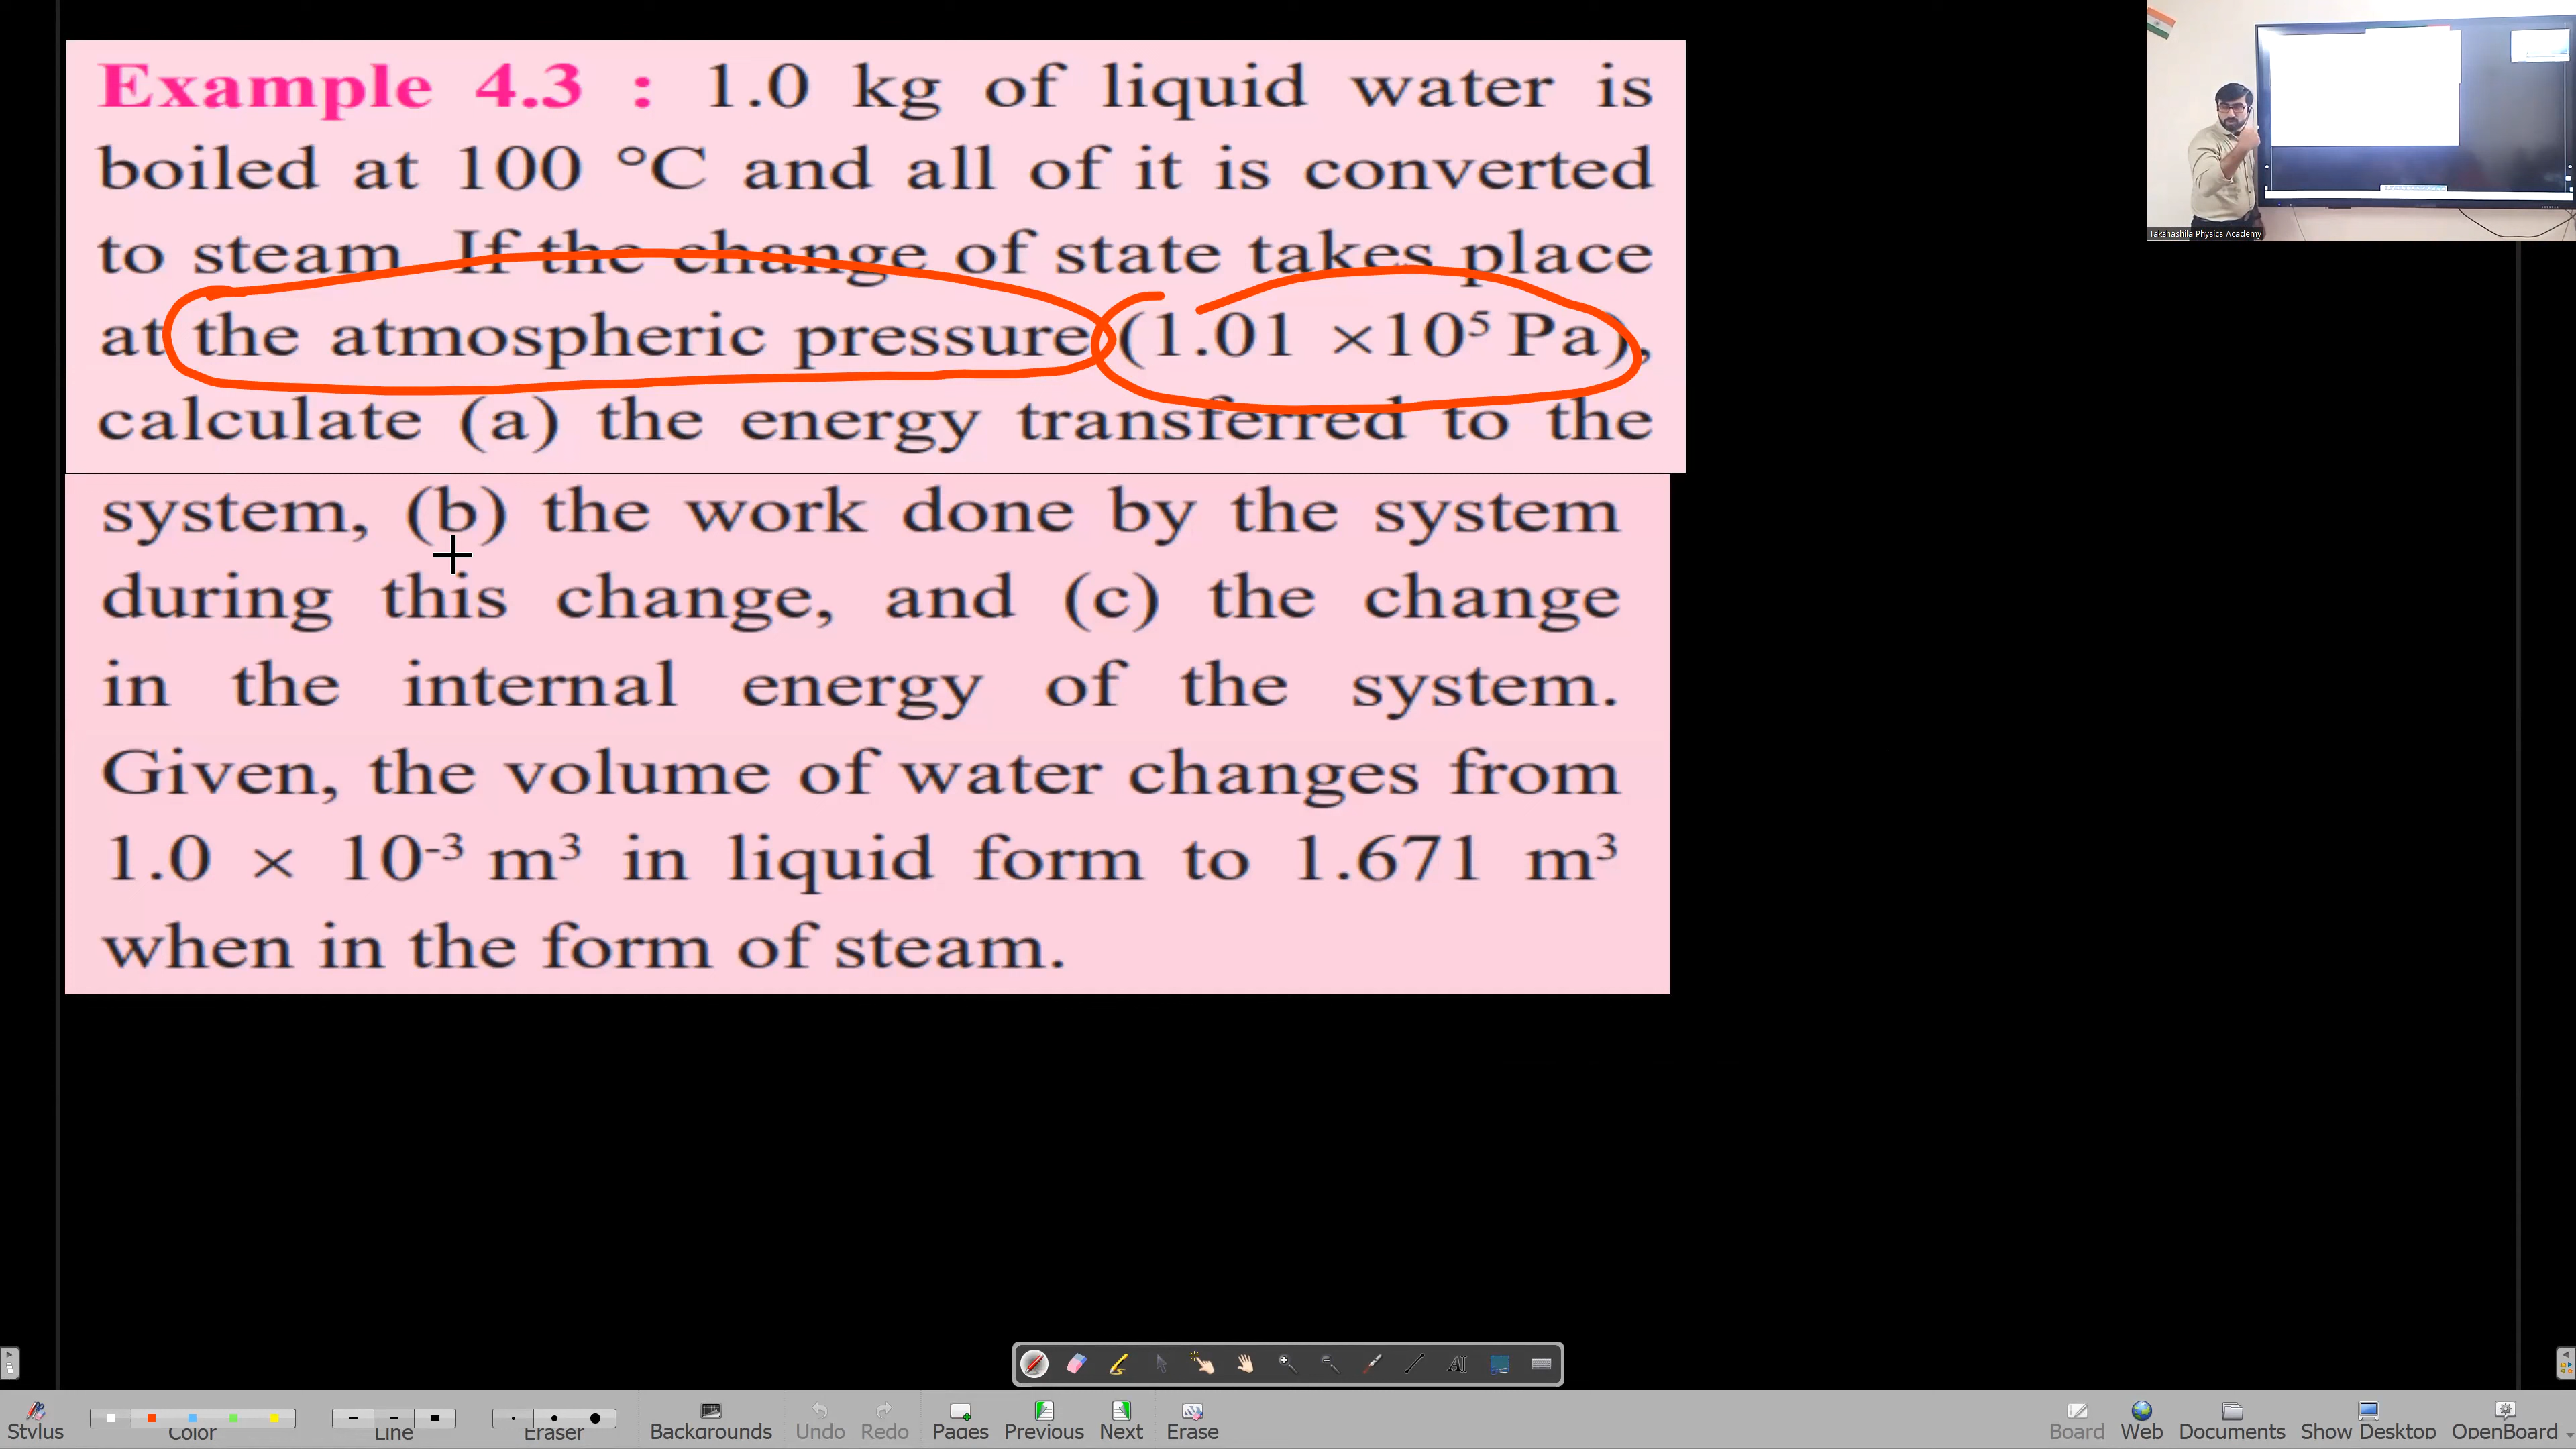 Example 4.3 : 1.0 kg of liquid water is
boiled at 100 °C and all of it is converted
to steam. If the change of state takes place
at the atmospheric pressure (1.01 ×10⁵ Pa),
calculate (a) the energy transferred to the
system, (b) the work done by the system
during this change, and (c) the change
in the internal energy of the system.
Given, the volume of water changes from
1.0 × 10⁻³ m³ in liquid form to 1.671 m³
when in the form of steam.
Takshashila Physics Academy
Stylus Color Line Eraser Backgrounds Undo Redo Pages Previous Next Erase Board Web Documents Show Desktop OpenBoard